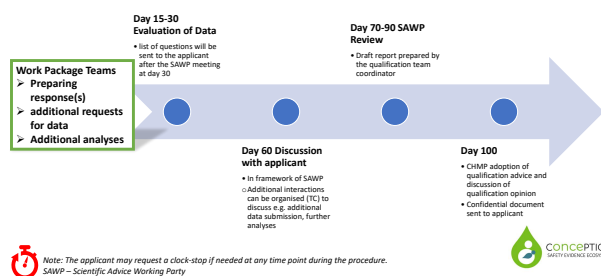 Day 15-30
Evaluation of Data
• list of questions will be
sent to the applicant
after the SAWP meeting
at day 30
Day 70-90 SAWP
Review
• Draft report prepared by
the qualification team
coordinator
Work Package Teams
➢ Preparing
response(s)
➢ additional requests
for data
➢ Additional analyses
Day 60 Discussion
with applicant
• In framework of SAWP
o Additional interactions
can be organised (TC) to
discuss e.g. additional
data submission, further
analyses
Day 100
• CHMP adoption of
qualification advice and
discussion of
qualification opinion
• Confidential document
sent to applicant
Note: The applicant may request a clock-stop if needed at any time point during the procedure.
SAWP – Scientific Advice Working Party
ConcePTIO
SAFETY EVIDENCE ECOSYS